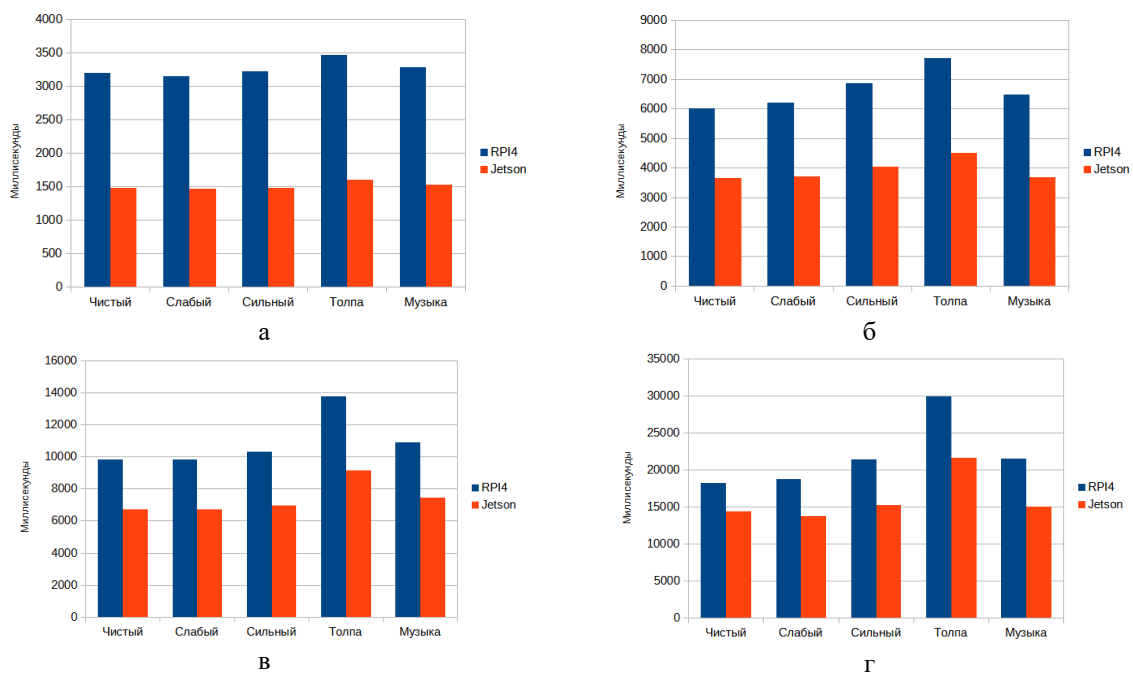 4000
3500
3000
2500
2000
1500
1000
500
0
Миллисекунды
Чистый Слабый Сильный Толпа Музыка
RPI4
Jetson
а
9000
8000
7000
6000
5000
4000
3000
2000
1000
0
Миллисекунды
Чистый Слабый Сильный Толпа Музыка
RPI4
Jetson
б
16000
14000
12000
10000
8000
6000
4000
2000
0
Миллисекунды
Чистый Слабый Сильный Толпа Музыка
RPI4
Jetson
в
35000
30000
25000
20000
15000
10000
5000
0
Миллисекунды
Чистый Слабый Сильный Толпа Музыка
RPI4
Jetson
г